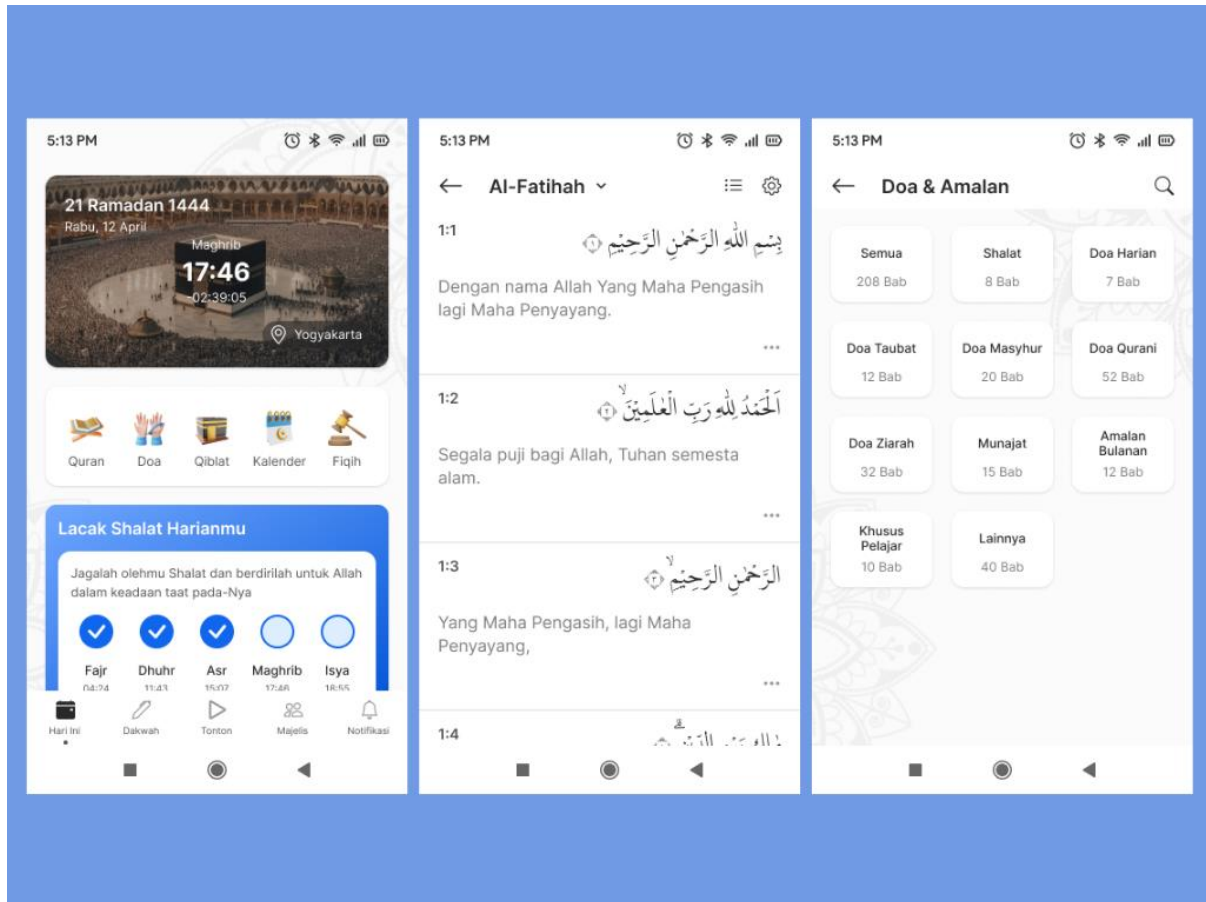 5:13 PM
21 Ramadan 1444
Rabu, 12 April
Maghrib
17:46
-02:39:05
Yogyakarta
Quran Doa Qiblat Kalender Fiqih
Lacak Shalat Harianmu
Jagalah olehmu Shalat dan berdirilah untuk Allah
dalam keadaan taat pada-Nya
Fajr Dhuhr Asr Maghrib Isya
04:24 11:43 15:07 17:46 18:55
Hari Ini Dakwah Tonton Majelis Notifikasi
5:13 PM
Al-Fatihah
1:1
بِسْمِ اللّٰهِ الرَّحْمٰنِ الرَّحِيْمِ ۝١
Dengan nama Allah Yang Maha Pengasih
lagi Maha Penyayang.
1:2
اَلْحَمْدُ لِلّٰهِ رَبِّ الْعٰلَمِيْنَۙ ۝٢
Segala puji bagi Allah, Tuhan semesta
alam.
1:3
الرَّحْمٰنِ الرَّحِيْمِۙ ۝٣
Yang Maha Pengasih, lagi Maha
Penyayang,
1:4
5:13 PM
Doa & Amalan
Semua Shalat Doa Harian
208 Bab 8 Bab 7 Bab
Doa Taubat Doa Masyhur Doa Qurani
12 Bab 20 Bab 52 Bab
Doa Ziarah Munajat Amalan
Bulanan
32 Bab 15 Bab 12 Bab
Khusus
Pelajar Lainnya
10 Bab 40 Bab